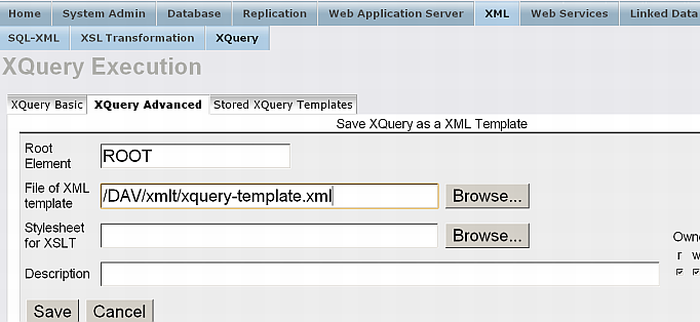 Home System Admin Database Replication Web Application Server XML Web Services Linked Data
SQL-XML XSL Transformation XQuery
XQuery Execution
XQuery Basic XQuery Advanced Stored XQuery Templates
Save XQuery as a XML Template
Root
Element ROOT
File of XML
template /DAV/xmlt/xquery-template.xml Browse...
Stylesheet
for XSLT Browse...
Owne
r w
Description
Save Cancel